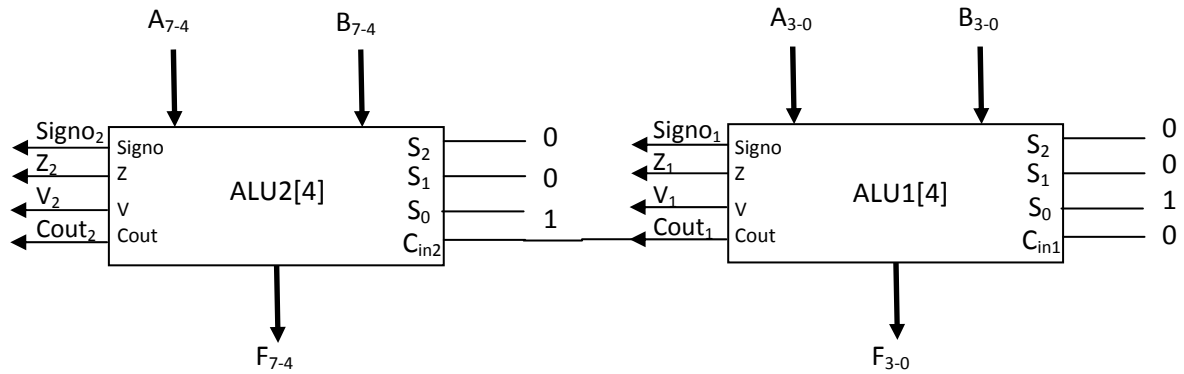 A7-4
B7-4
A3-0
B3-0
Signo2
Z2
V2
Cout2
Signo
Z
V
Cout
ALU2[4]
S2
S1
S0
Cin2
0
0
1
Signo1
Z1
V1
Cout1
Signo
Z
V
Cout
ALU1[4]
S2
S1
S0
Cin1
0
0
1
0
F7-4
F3-0